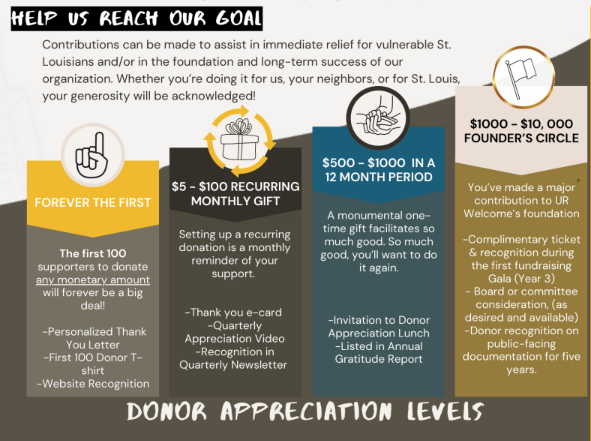 HELP US REACH OUR GOAL
Contributions can be made to assist in immediate relief for vulnerable St.
Louisians and/or in the foundation and long-term success of our
organization. Whether you're doing it for us, your neighbors, or for St. Louis,
your generosity will be acknowledged!
FOREVER THE FIRST
The first 100
supporters to donate
any monetary amount
will forever be a big
deal!
-Personalized Thank
You Letter
-First 100 Donor T-
shirt
-Website Recognition
$5 - $100 RECURRING
MONTHLY GIFT
Setting up a recurring
donation is a monthly
reminder of your
support.
-Thank you e-card
-Quarterly
Appreciation Video
-Recognition in
Quarterly Newsletter
$500 - $1000 IN A
12 MONTH PERIOD
A monumental one-
time gift facilitates so
much good. So much
good, you'll want to do
it again.
-Invitation to Donor
Appreciation Lunch
-Listed in Annual
Gratitude Report
$1000 - $10, 000
FOUNDER'S CIRCLE
You've made a major
contribution to UR
Welcome's foundation
-Complimentary ticket
& recognition during
the first fundraising
Gala (Year 3)
- Board or committee
consideration, (as
desired and available)
-Donor recognition on
public-facing
documentation for five
years.
DONOR APPRECIATION LEVELS